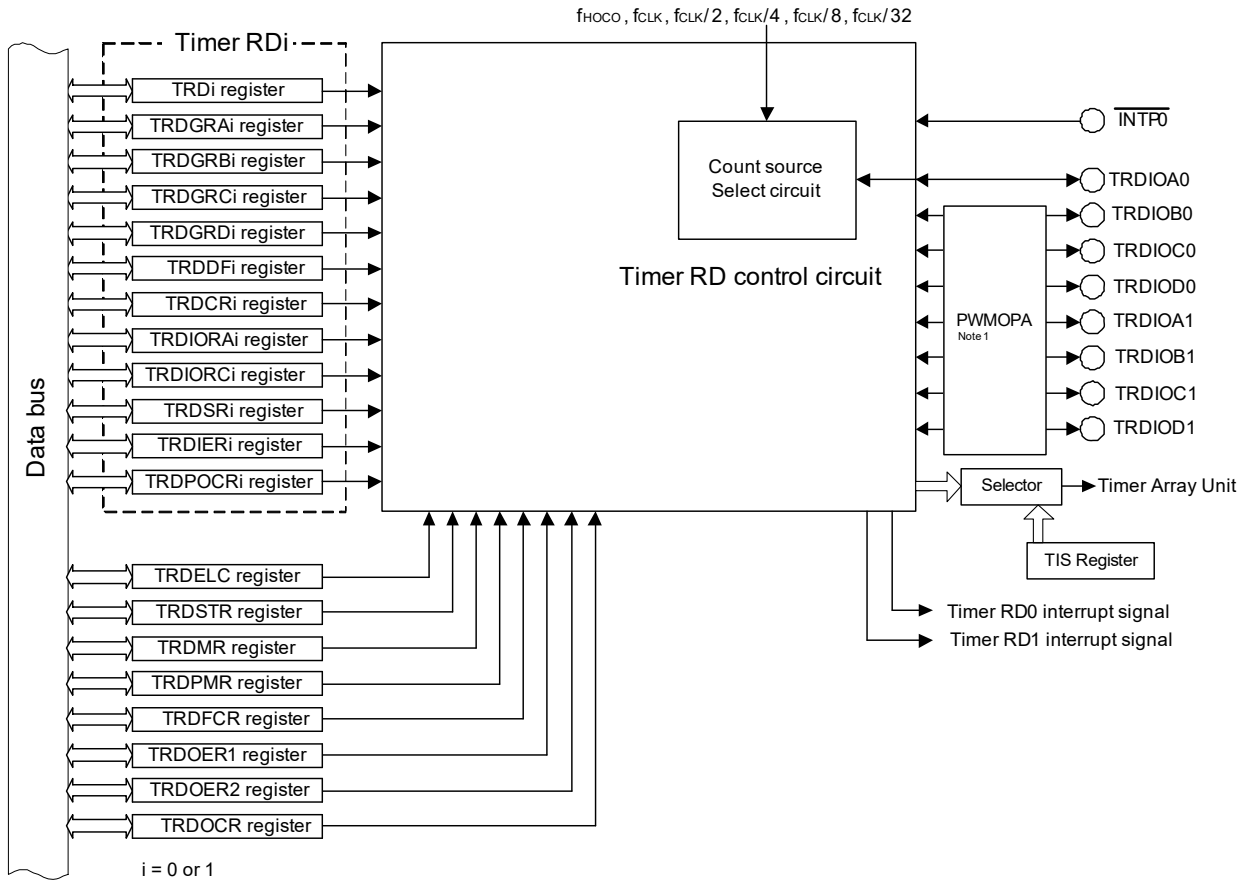 fHOCO , fCLK, fCLK/2, fCLK/4, fCLK/8, fCLK/32
Timer RDi
TRDi register
TRDGRAi register
TRDGRBi register
TRDGRCi register
TRDGRDi register
TRDDFi register
TRDCRi register
TRDIORAi register
TRDIORCi register
TRDSRi register
TRDIERi register
TRDPOCRi register
Data bus
Count source
Select circuit
Timer RD control circuit
INTP0
TRDIOA0
TRDIOB0
TRDIOC0
TRDIOD0
TRDIOA1
TRDIOB1
TRDIOC1
TRDIOD1
PWMOPA
Note 1
Selector
Timer Array Unit
TIS Register
Timer RD0 interrupt signal
Timer RD1 interrupt signal
TRDELC register
TRDSTR register
TRDMR register
TRDPMR register
TRDFCR register
TRDOER1 register
TRDOER2 register
TRDOCR register
i = 0 or 1